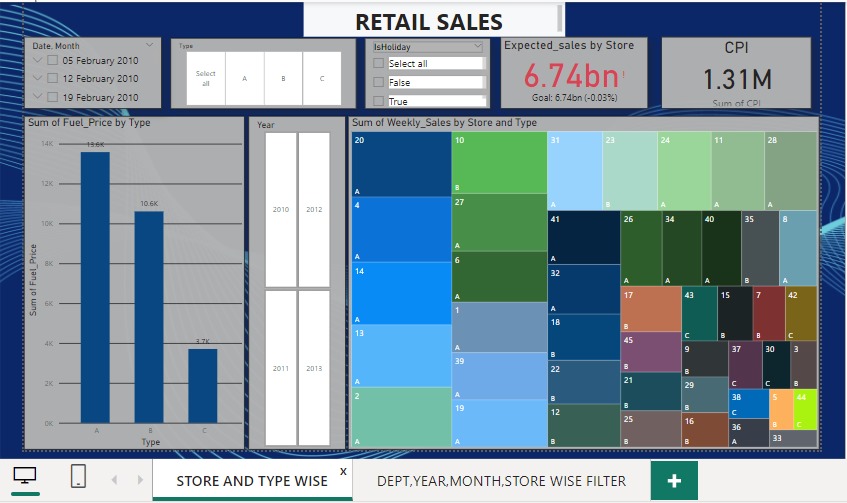 RETAIL SALES
Date, Month
05 February 2010
12 February 2010
19 February 2010
Type
Select all
A
B
C
IsHoliday
Select all
False
True
Expected_sales by Store
6.74bn!
Goal: 6.74bn (-0.03%)
CPI
1.31M
Sum of CPI
Sum of Fuel_Price by Type
Sum of Fuel_Price
14K
12K
10K
8K
6K
4K
2K
0K
13.6K
10.6K
3.7K
A
B
C
Type
Year
2010
2012
2011
2013
Sum of Weekly_Sales by Store and Type
20
A
4
A
14
A
13
A
2
A
10
B
27
A
6
A
1
A
39
A
19
A
31
A
23
B
24
A
11
A
28
A
41
A
32
A
18
B
22
B
12
B
26
A
34
A
40
A
35
B
8
A
17
B
45
B
21
B
25
B
43
C
15
B
7
B
42
C
9
B
29
B
16
B
37
C
30
C
3
B
38
C
5
B
44
C
36
A
33
STORE AND TYPE WISE
x
DEPT,YEAR,MONTH,STORE WISE FILTER
+